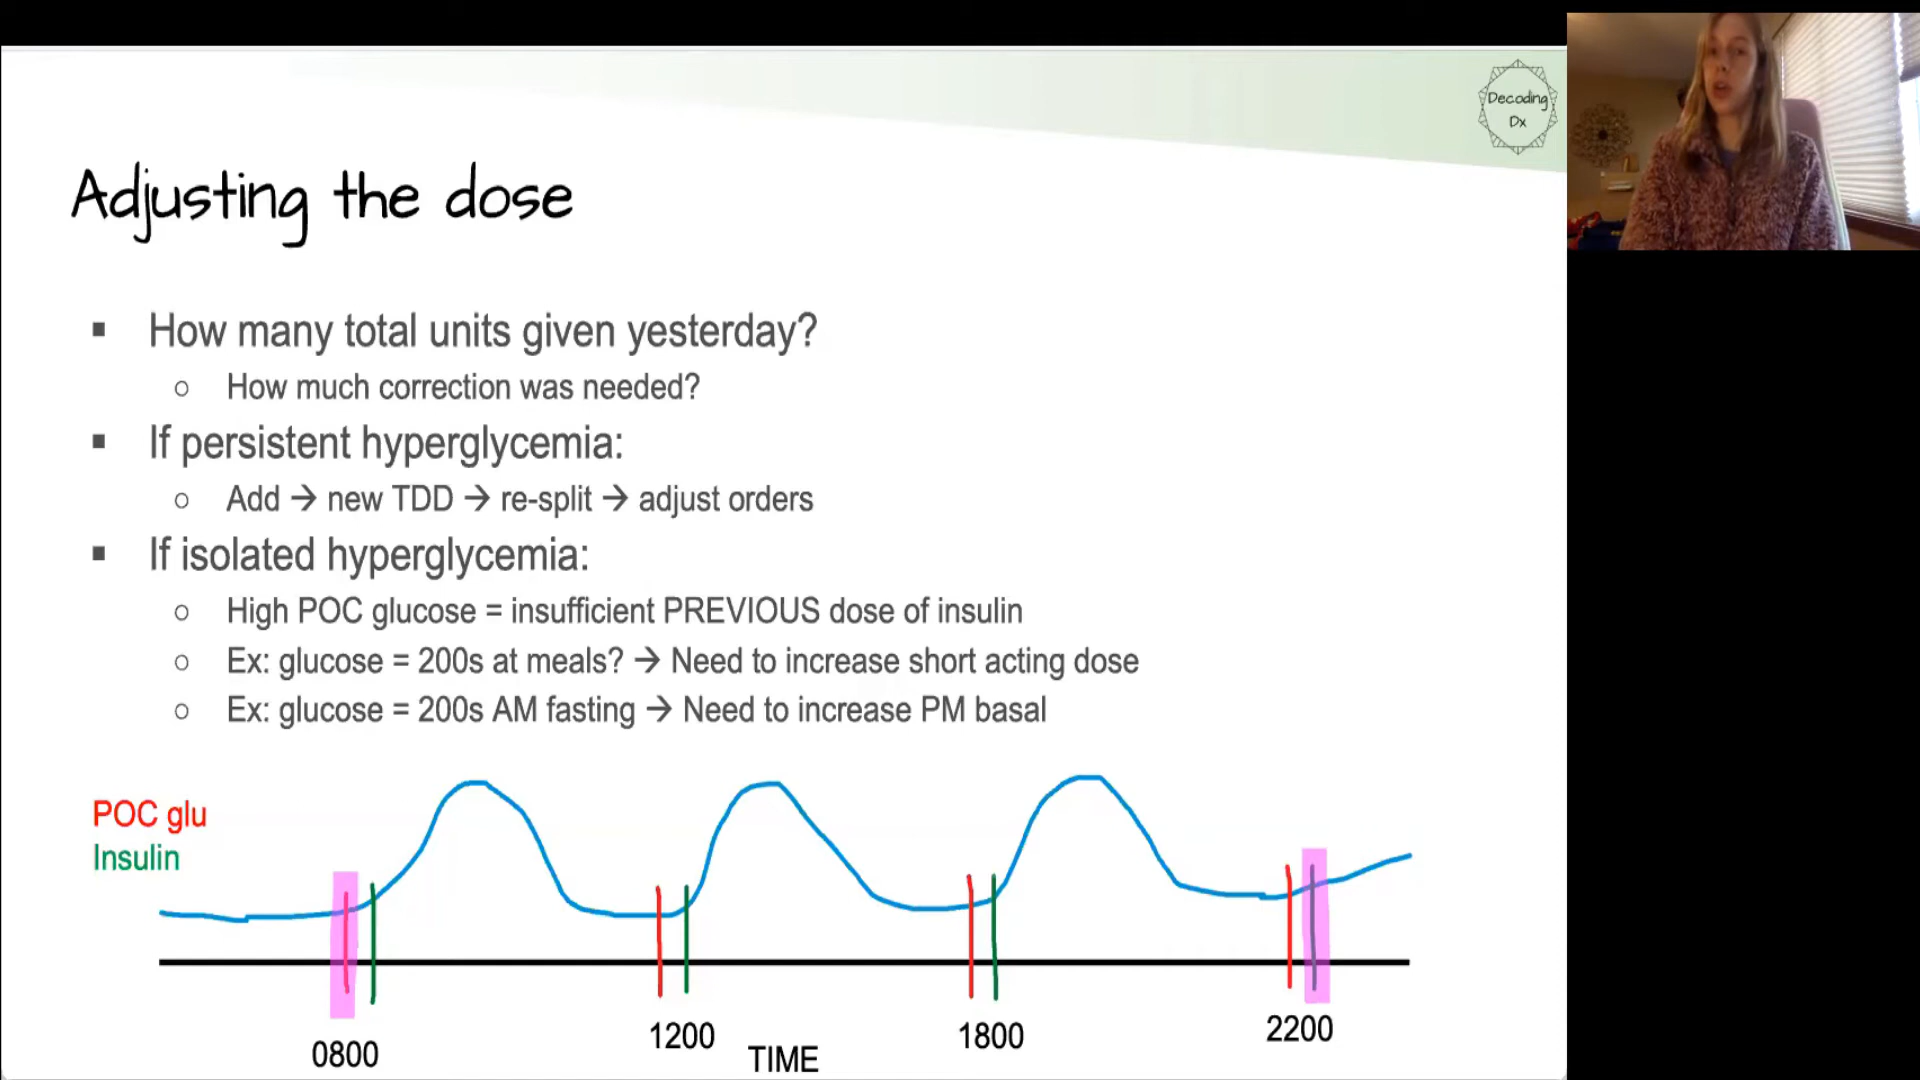 Decoding
Dx
Adjusting the dose
▪ How many total units given yesterday?
o How much correction was needed?
▪ If persistent hyperglycemia:
o Add → new TDD → re-split → adjust orders
▪ If isolated hyperglycemia:
o High POC glucose = insufficient PREVIOUS dose of insulin
o Ex: glucose = 200s at meals? → Need to increase short acting dose
o Ex: glucose = 200s AM fasting → Need to increase PM basal
POC glu
Insulin
0800
1200
1800
2200
TIME